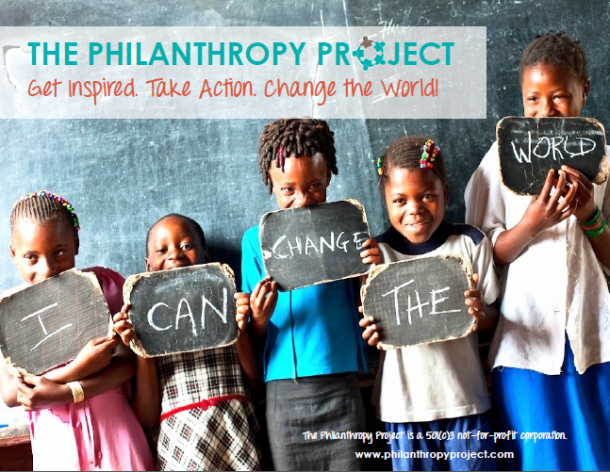 THE PHILANTHROPY PROJECT
Get Inspired. Take Action. Change the World!
I
CAN
CHANGE
THE
WORLD
The Philanthropy Project is a 501(c)3 not-for-profit corporation.
www.philanthropyproject.com